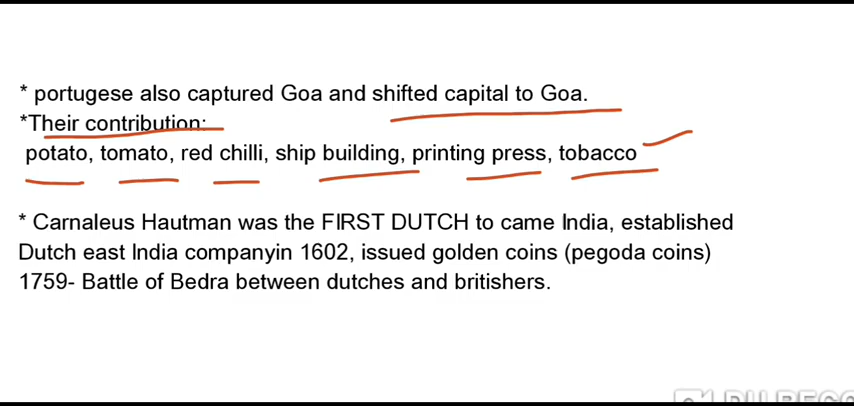 * portugese also captured Goa and shifted capital to Goa.
*Their contribution:
potato, tomato, red chilli, ship building, printing press, tobacco
* Carnaleus Hautman was the FIRST DUTCH to came India, established
Dutch east India companyin 1602, issued golden coins (pegoda coins)
1759- Battle of Bedra between dutches and britishers.